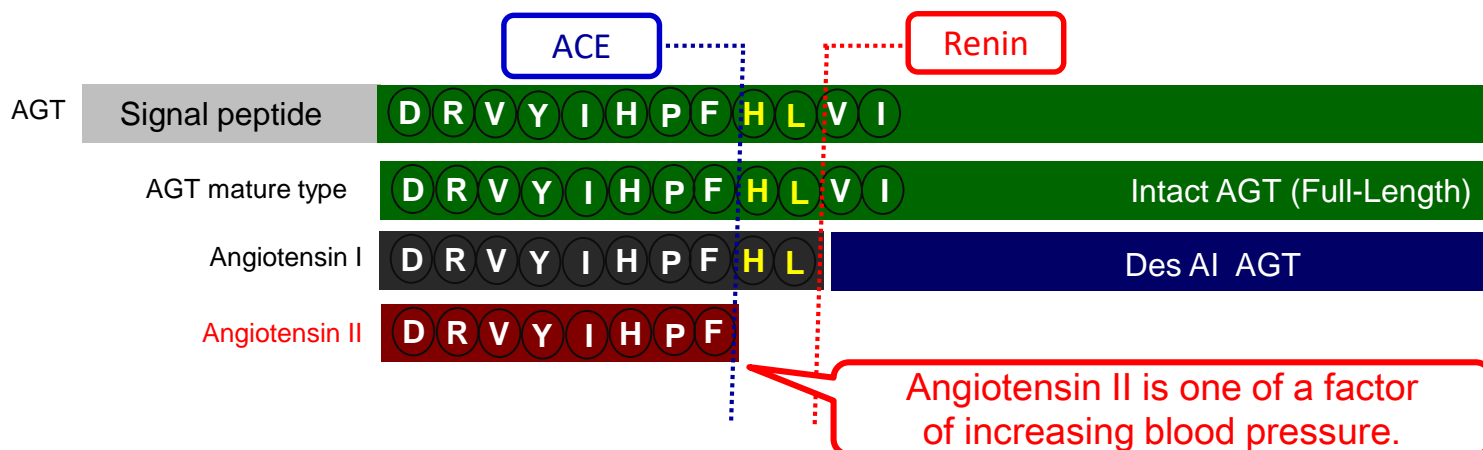 ACE
Renin
AGT Signal peptide D R V Y I H P F H L V I
AGT mature type D R V Y I H P F H L V I Intact AGT (Full-Length)
Angiotensin I D R V Y I H P F H L Des AI AGT
Angiotensin II D R V Y I H P F
Angiotensin II is one of a factor
of increasing blood pressure.